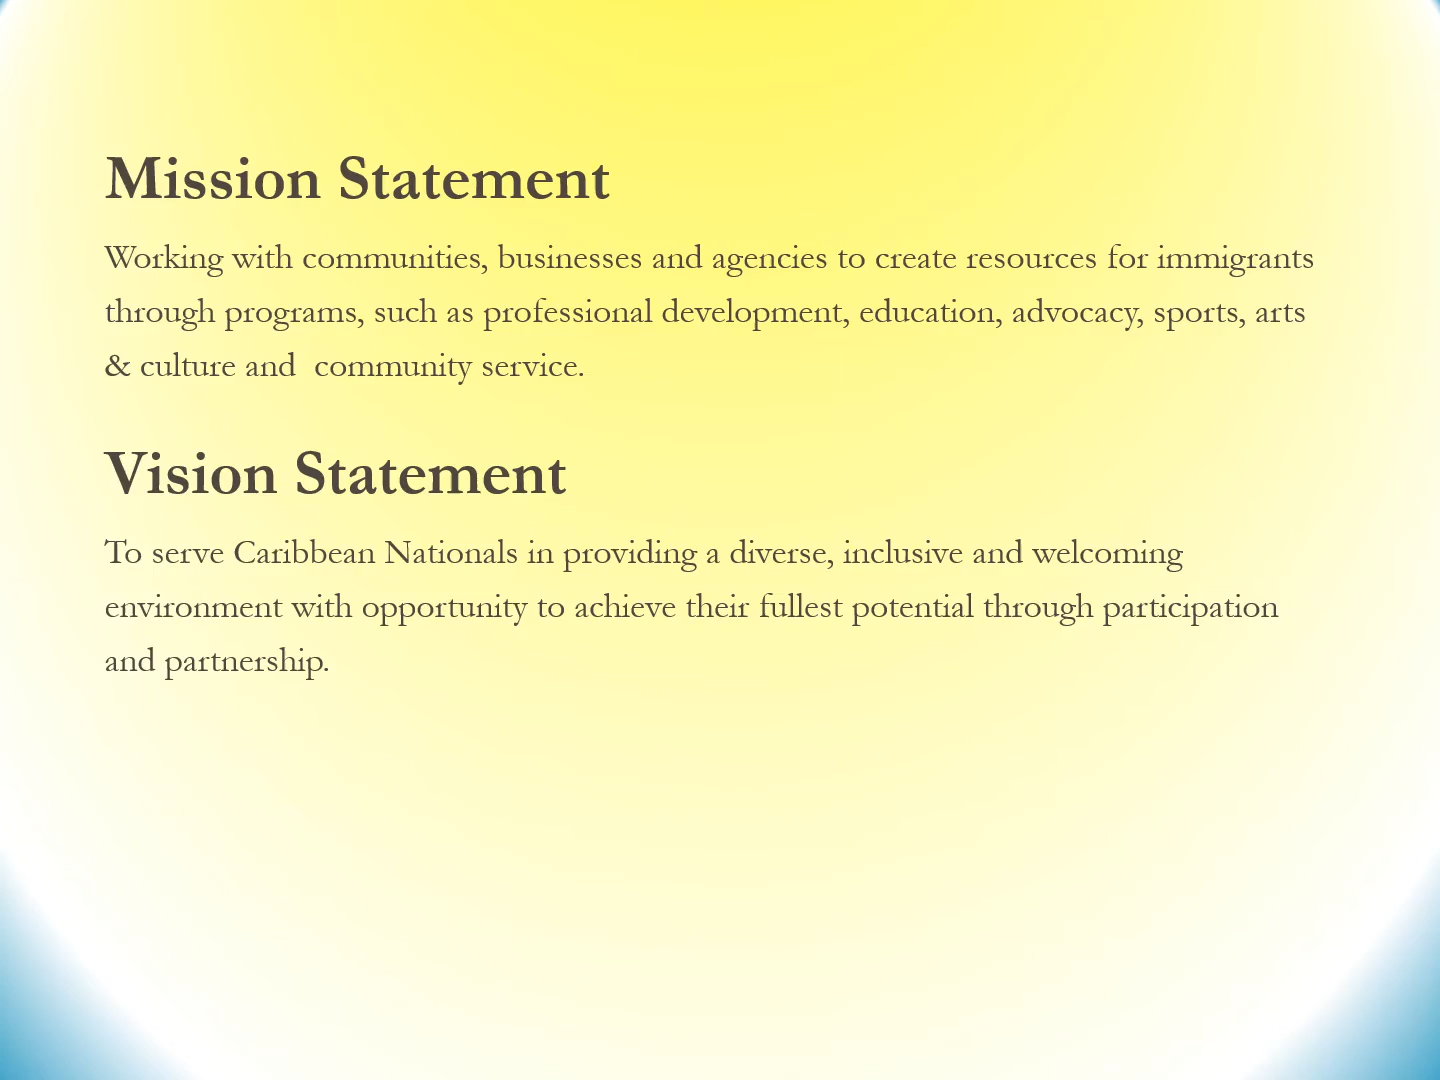 Mission Statement
Working with communities, businesses and agencies to create resources for immigrants
through programs, such as professional development, education, advocacy, sports, arts
& culture and  community service.
Vision Statement
To serve Caribbean Nationals in providing a diverse, inclusive and welcoming
environment with opportunity to achieve their fullest potential through participation
and partnership.